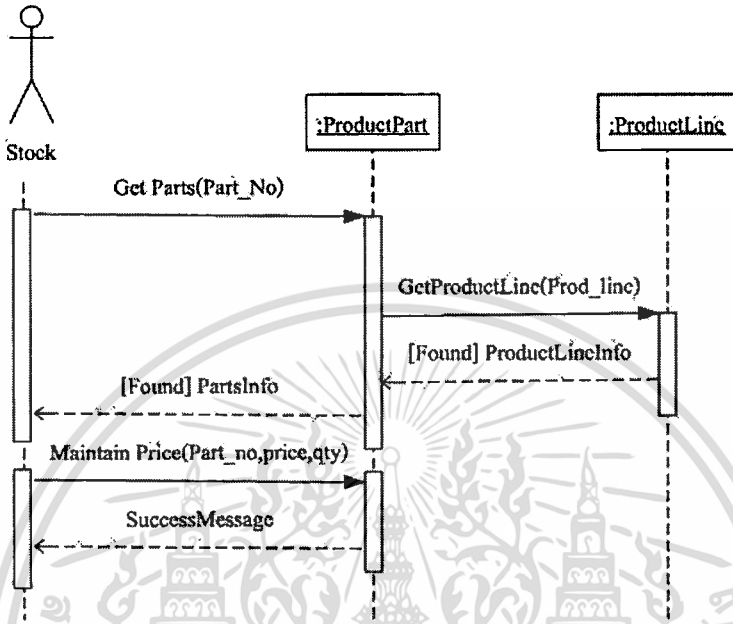 :ProductPart
:ProductLine
Stock
Get Parts(Part_No)
GetProductLine(Prod_line)
[Found] ProductLineInfo
[Found] PartsInfo
Maintain Price(Part_no,price,qty)
SuccessMessage